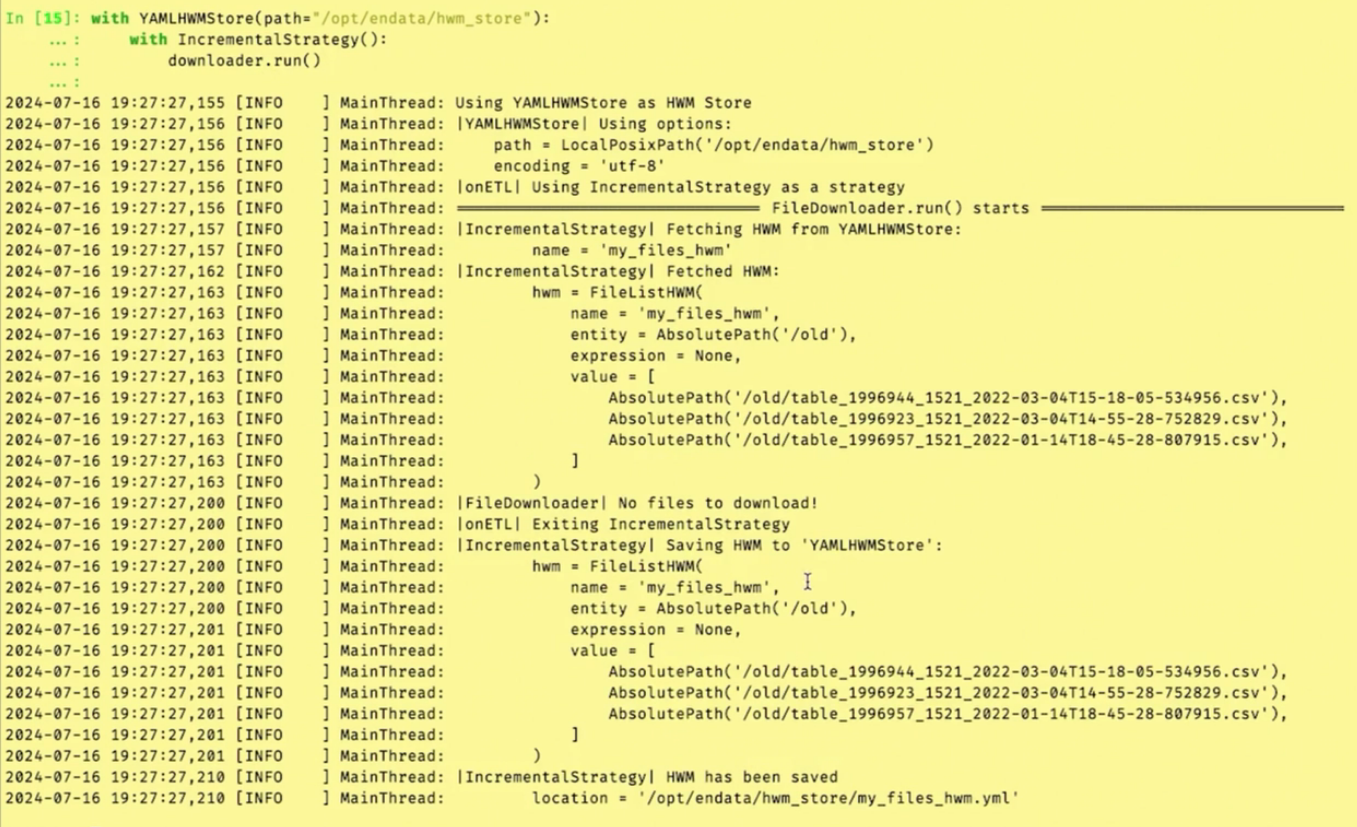 In [15]: with YAMLHWMStore(path="/opt/endata/hwm_store"):
    ...:     with IncrementalStrategy():
    ...:         downloader.run()
    ...:
2024-07-16 19:27:27,155 [INFO    ] MainThread: Using YAMLHWMStore as HWM Store
2024-07-16 19:27:27,156 [INFO    ] MainThread: |YAMLHWMStore| Using options:
2024-07-16 19:27:27,156 [INFO    ] MainThread:     path = LocalPosixPath('/opt/endata/hwm_store')
2024-07-16 19:27:27,156 [INFO    ] MainThread:     encoding = 'utf-8'
2024-07-16 19:27:27,156 [INFO    ] MainThread: |onETL| Using IncrementalStrategy as a strategy
2024-07-16 19:27:27,156 [INFO    ] MainThread: ================================ FileDownloader.run() starts ================================
2024-07-16 19:27:27,157 [INFO    ] MainThread: |IncrementalStrategy| Fetching HWM from YAMLHWMStore:
2024-07-16 19:27:27,157 [INFO    ] MainThread:         name = 'my_files_hwm'
2024-07-16 19:27:27,162 [INFO    ] MainThread: |IncrementalStrategy| Fetched HWM:
2024-07-16 19:27:27,163 [INFO    ] MainThread:         hwm = FileListHWM(
2024-07-16 19:27:27,163 [INFO    ] MainThread:             name = 'my_files_hwm',
2024-07-16 19:27:27,163 [INFO    ] MainThread:             entity = AbsolutePath('/old'),
2024-07-16 19:27:27,163 [INFO    ] MainThread:             expression = None,
2024-07-16 19:27:27,163 [INFO    ] MainThread:             value = [
2024-07-16 19:27:27,163 [INFO    ] MainThread:                 AbsolutePath('/old/table_1996944_1521_2022-03-04T15-18-05-534956.csv'),
2024-07-16 19:27:27,163 [INFO    ] MainThread:                 AbsolutePath('/old/table_1996923_1521_2022-03-04T14-55-28-752829.csv'),
2024-07-16 19:27:27,163 [INFO    ] MainThread:                 AbsolutePath('/old/table_1996957_1521_2022-01-14T18-45-28-807915.csv'),
2024-07-16 19:27:27,163 [INFO    ] MainThread:             ]
2024-07-16 19:27:27,163 [INFO    ] MainThread:         )
2024-07-16 19:27:27,200 [INFO    ] MainThread: |FileDownloader| No files to download!
2024-07-16 19:27:27,200 [INFO    ] MainThread: |onETL| Exiting IncrementalStrategy
2024-07-16 19:27:27,200 [INFO    ] MainThread: |IncrementalStrategy| Saving HWM to 'YAMLHWMStore':
2024-07-16 19:27:27,200 [INFO    ] MainThread:         hwm = FileListHWM(
2024-07-16 19:27:27,200 [INFO    ] MainThread:             name = 'my_files_hwm',
2024-07-16 19:27:27,200 [INFO    ] MainThread:             entity = AbsolutePath('/old'),
2024-07-16 19:27:27,201 [INFO    ] MainThread:             expression = None,
2024-07-16 19:27:27,201 [INFO    ] MainThread:             value = [
2024-07-16 19:27:27,201 [INFO    ] MainThread:                 AbsolutePath('/old/table_1996944_1521_2022-03-04T15-18-05-534956.csv'),
2024-07-16 19:27:27,201 [INFO    ] MainThread:                 AbsolutePath('/old/table_1996923_1521_2022-03-04T14-55-28-752829.csv'),
2024-07-16 19:27:27,201 [INFO    ] MainThread:                 AbsolutePath('/old/table_1996957_1521_2022-01-14T18-45-28-807915.csv'),
2024-07-16 19:27:27,201 [INFO    ] MainThread:             ]
2024-07-16 19:27:27,201 [INFO    ] MainThread:         )
2024-07-16 19:27:27,210 [INFO    ] MainThread: |IncrementalStrategy| HWM has been saved
2024-07-16 19:27:27,210 [INFO    ] MainThread:         location = '/opt/endata/hwm_store/my_files_hwm.yml'